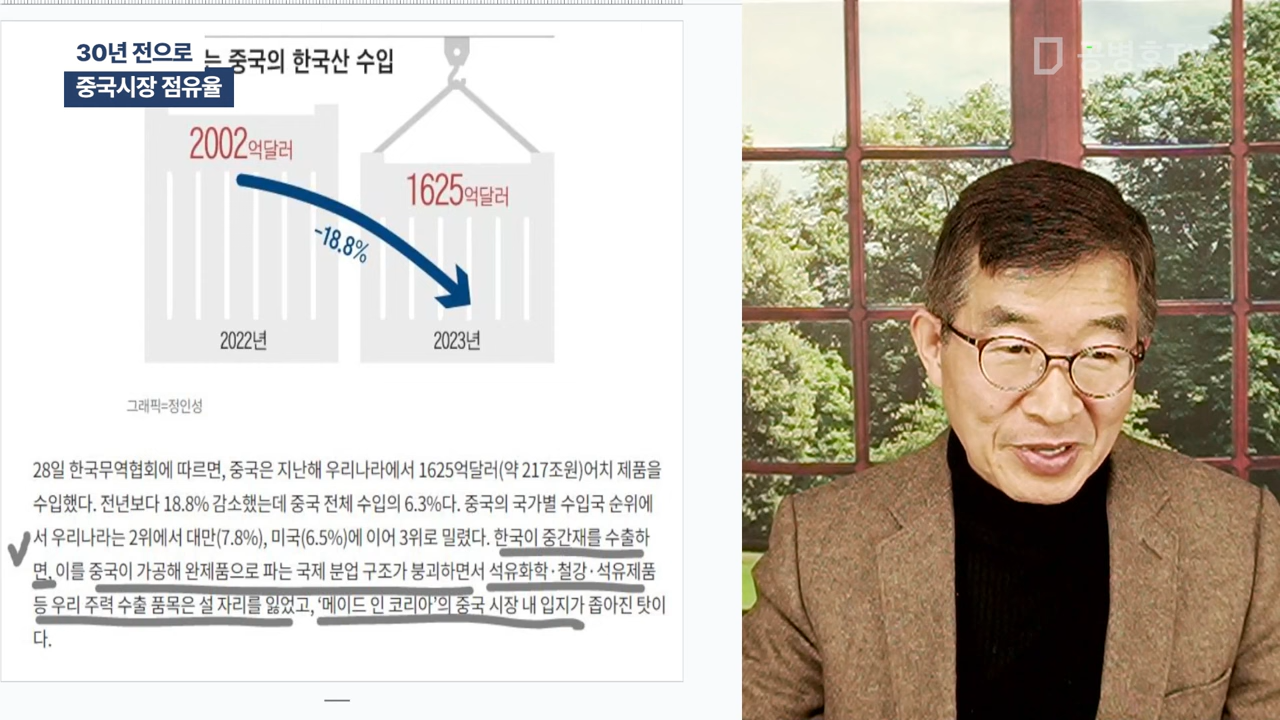 30년 전으로
중국시장 점유율
는 중국의 한국산 수입
2002억달러
1625억달러
-18.8%
2022년
2023년
그래픽=정인성
28일 한국무역협회에 따르면, 중국은 지난해 우리나라에서 1625억달러(약 217조원)어치 제품을
수입했다. 전년보다 18.8% 감소했는데 중국 전체 수입의 6.3%다. 중국의 국가별 수입국 순위에
서 우리나라는 2위에서 대만(7.8%), 미국(6.5%)에 이어 3위로 밀렸다. 한국이 중간재를 수출하
면, 이를 중국이 가공해 완제품으로 파는 국제 분업 구조가 붕괴하면서 석유화학·철강·석유제품
등 우리 주력 수출 품목은 설 자리를 잃었고, ‘메이드 인 코리아’의 중국 시장 내 입지가 좁아진 탓이
다.